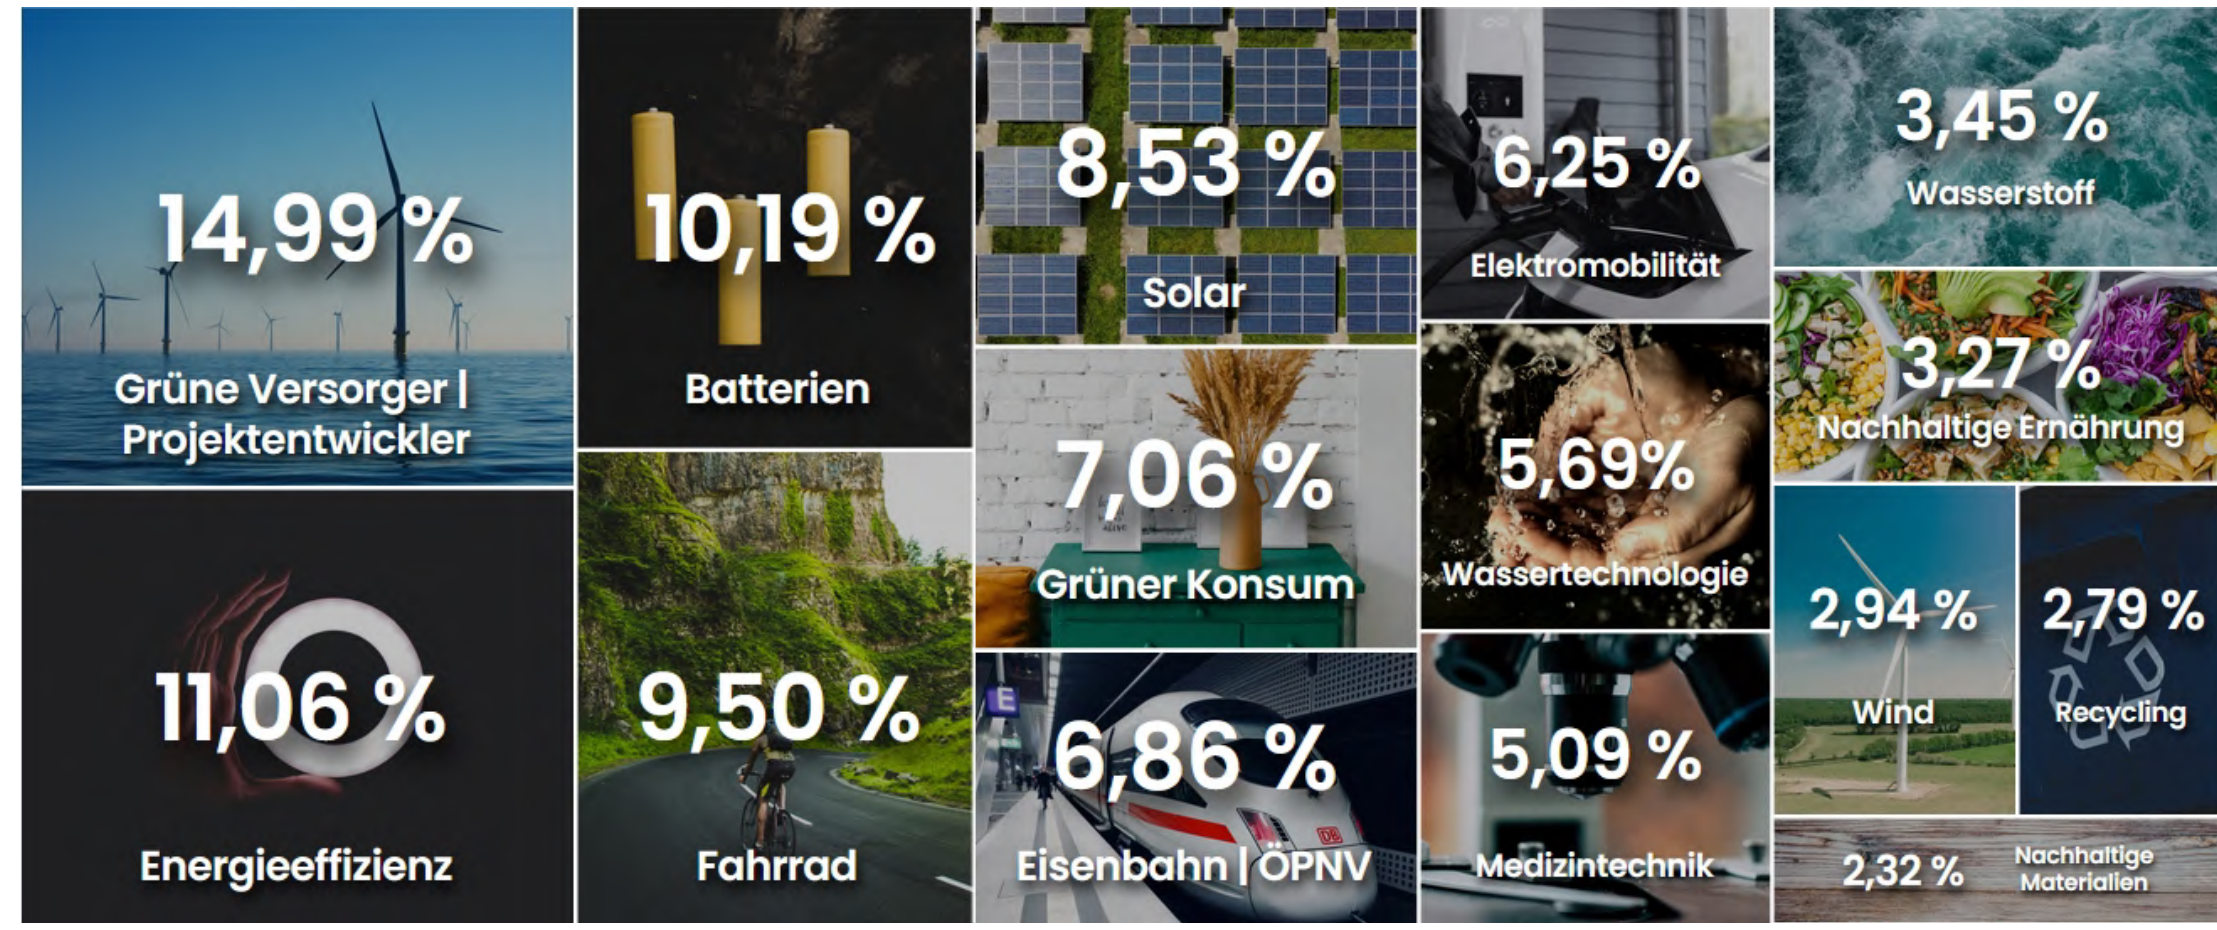 14,99 %
Grüne Versorger |
Projektentwickler
11,06 %
Energieeffizienz
10,19 %
Batterien
9,50 %
Fahrrad
8,53 %
Solar
7,06 %
Grüner Konsum
E
6,86 %
DB
Eisenbahn | ÖPNV
6,25 %
Elektromobilität
5,69%
Wassertechnologie
5,09 %
Medizintechnik
3,45 %
Wasserstoff
3,27 %
Nachhaltige Ernährung
2,94 %
Wind
2,79 %
Recycling
2,32 %
Nachhaltige
Materialien